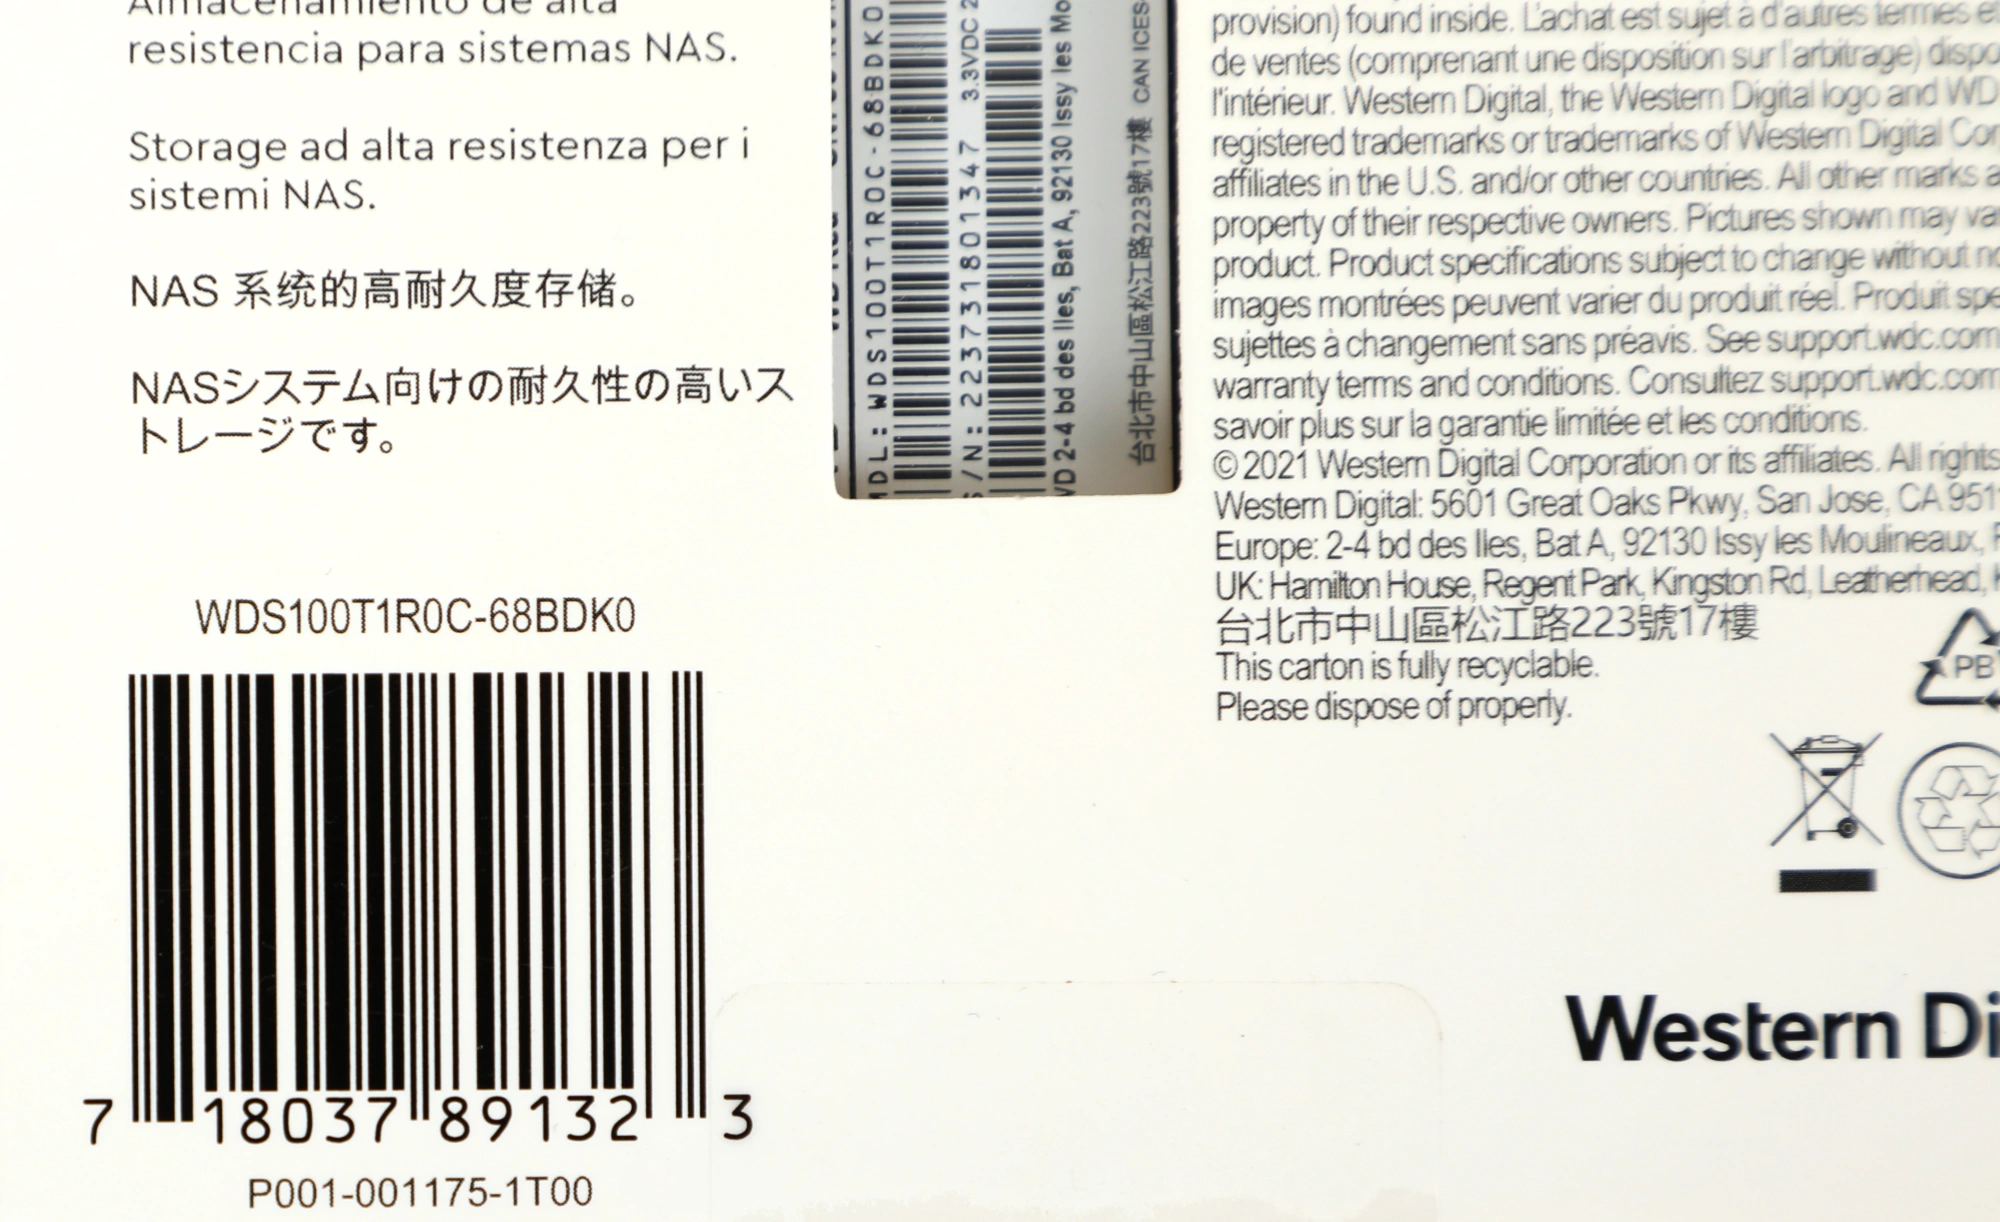 Almacenamiento de alta
resistencia para sistemas NAS.
Storage ad alta resistenza per i
sistemi NAS.
NAS 系统的高耐久度存储。
NASシステム向けの耐久性の高いス
トレージです。
WDS100T1R0C-68BDK0
7 18037 89132 3
P001-001175-1T00
MDL: WDS100T1R0C-68BDK0
S/N: 223731801347 3.3VDC
2-4 bd des Iles, Bat A, 92130 Issy les
台北市中山區松江路223號17樓 CAN ICES-
provision) found inside. L'achat est sujet à d'autres termes
de ventes (comprenant une disposition sur l'arbitrage)
l'intérieur. Western Digital, the Western Digital logo and WD
registered trademarks or trademarks of Western Digital
affiliates in the U.S. and/or other countries. All other marks
property of their respective owners. Pictures shown may
product. Product specifications subject to change without
images montrées peuvent varier du produit réel. Produit
sujettes à changement sans préavis. See support.wdc.com
warranty terms and conditions. Consultez support.wdc.com
savoir plus sur la garantie limitée et les conditions.
©2021 Western Digital Corporation or its affiliates. All rights
Western Digital: 5601 Great Oaks Pkwy, San Jose, CA 951
Europe: 2-4 bd des Iles, Bat A, 92130 Issy les Moulineaux,
UK: Hamilton House, Regent Park, Kingston Rd, Leatherhead,
台北市中山區松江路223號17樓
This carton is fully recyclable.
Please dispose of properly.
Western Di